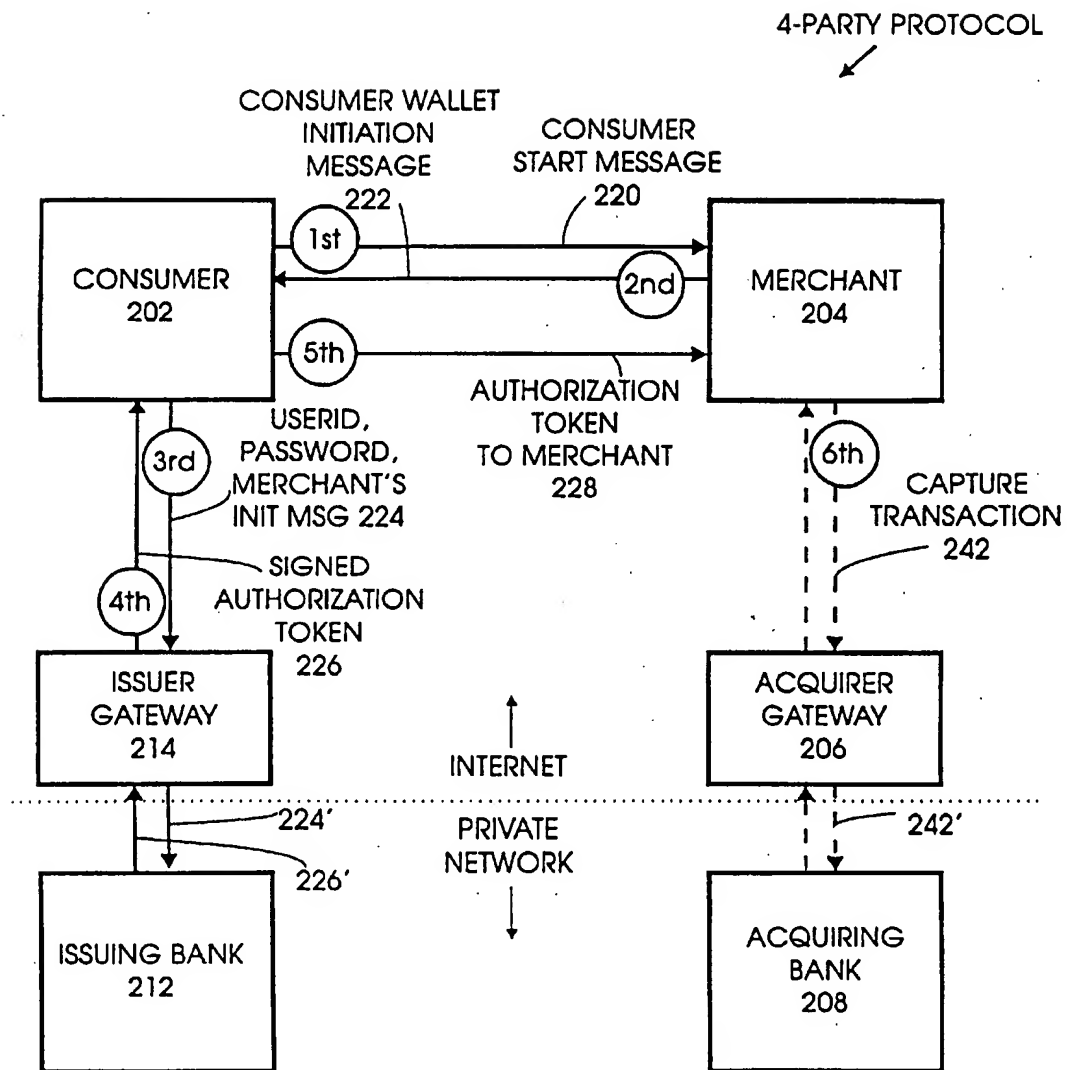 4-PARTY PROTOCOL
CONSUMER WALLET
INITIATION
MESSAGE
222
CONSUMER
START MESSAGE
220
1st
CONSUMER
202
2nd
MERCHANT
204
5th
USERID,
PASSWORD,
MERCHANT'S
INIT MSG 224
3rd
AUTHORIZATION
TOKEN
TO MERCHANT
228
6th
CAPTURE
TRANSACTION
242
4th
SIGNED
AUTHORIZATION
TOKEN
226
ISSUER
GATEWAY
214
INTERNET
ACQUIRER
GATEWAY
206
224'
226'
PRIVATE
NETWORK
242'
ISSUING BANK
212
ACQUIRING
BANK
208